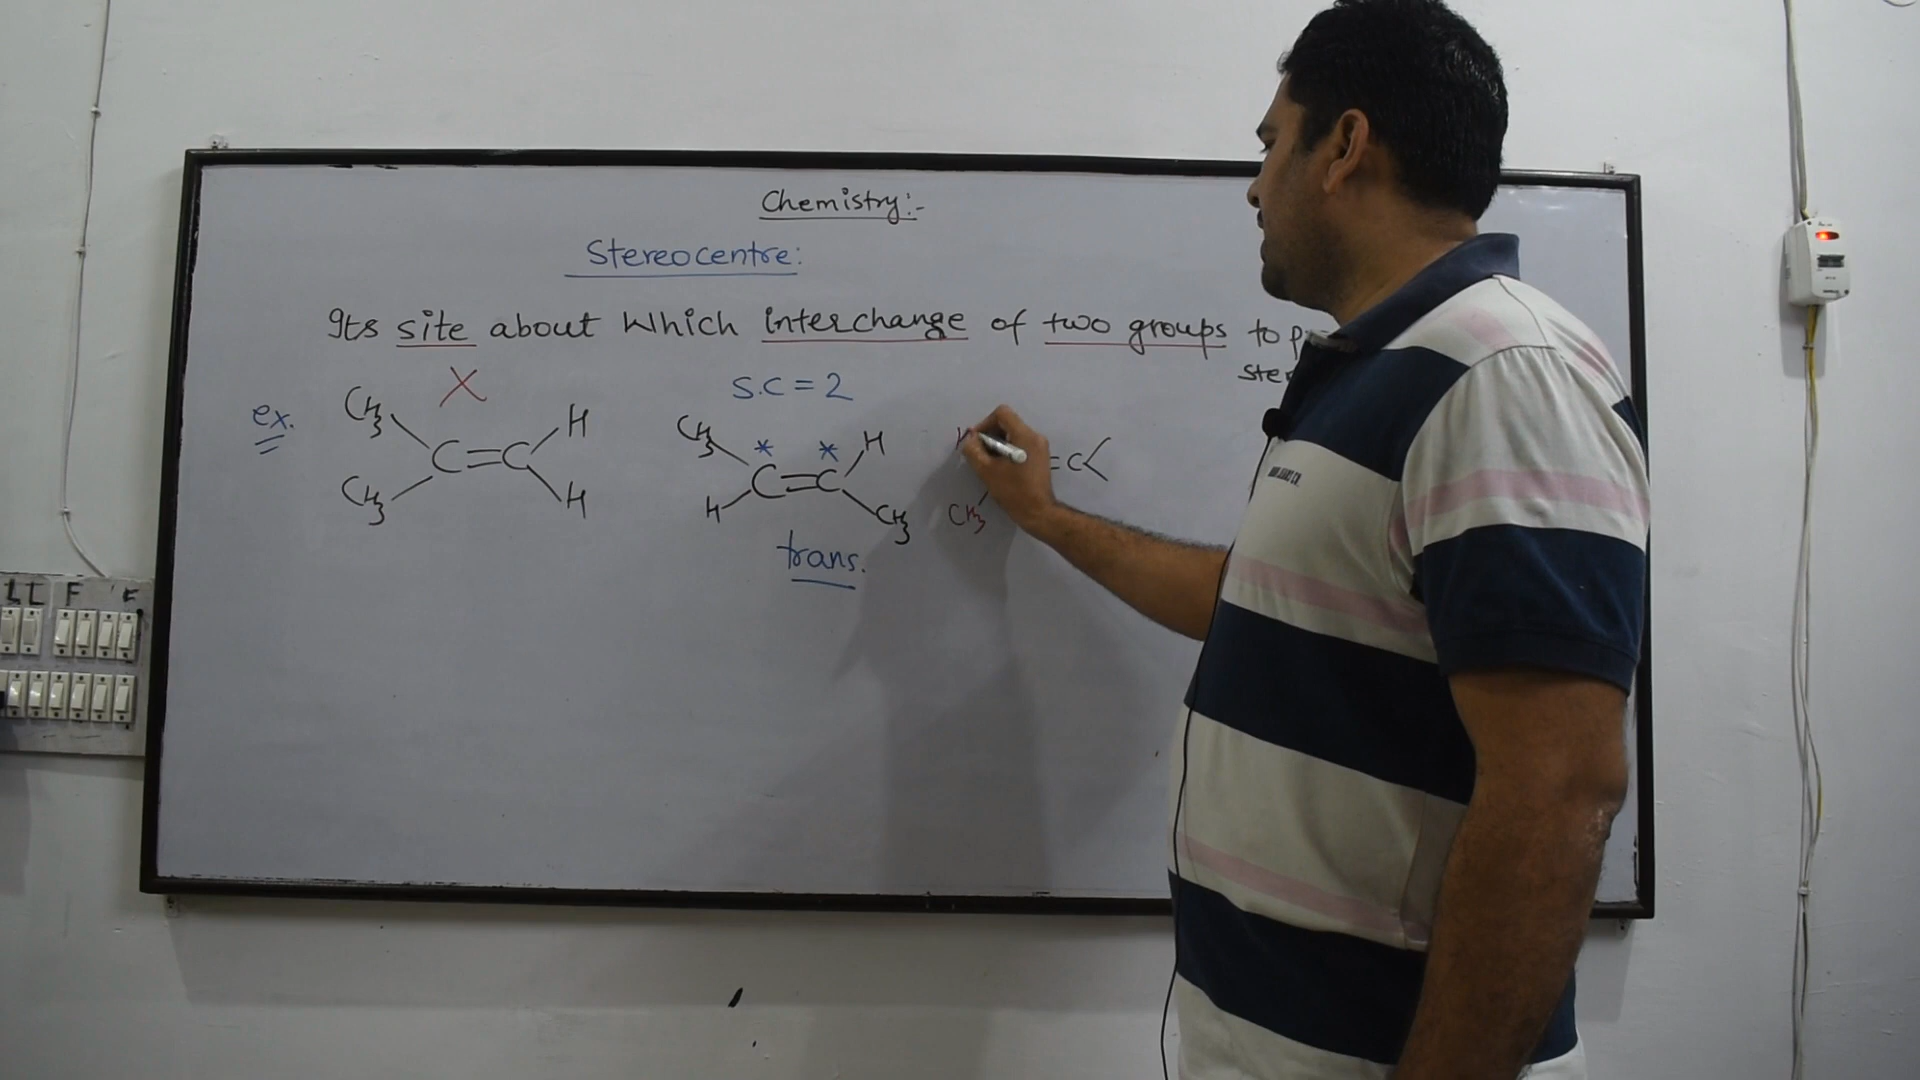 Chemistry:-
Stereocentre:
Its site about Which interchange of two groups to
ex.
X
S.C = 2
CH3
CH3
C=C
H
H
CH3
H
*
*
C=C
H
CH3
trans.
H
CH3
=C
LL F F